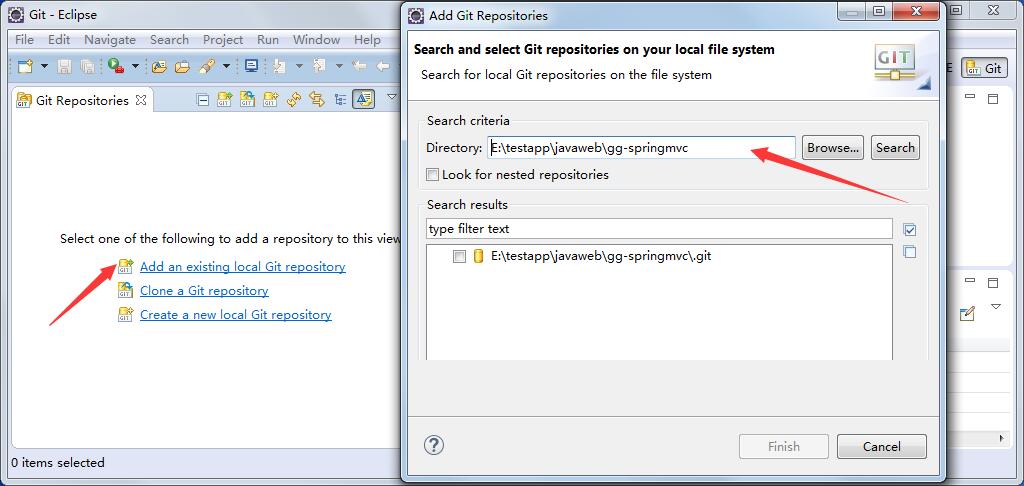 Git - Eclipse
File Edit Navigate Search Project Run Window Help
Git
Git Repositories
Select one of the following to add a repository to this view
Add an existing local Git repository
Clone a Git repository
Create a new local Git repository
0 items selected
Add Git Repositories
Search and select Git repositories on your local file system
Search for local Git repositories on the file system
GIT
Search criteria
Directory: E:\testapp\javaweb\gg-springmvc Browse... Search
Look for nested repositories
Search results
type filter text
E:\testapp\javaweb\gg-springmvc\.git
Finish Cancel